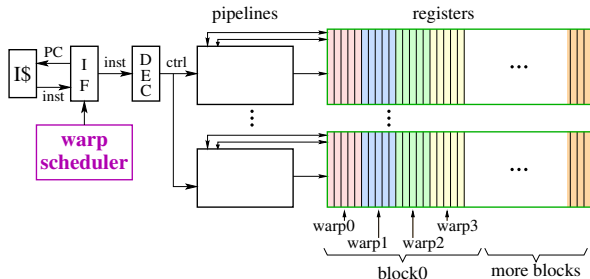 pipelines
registers
I$
PC
inst
I
F
inst
D
E
C
ctrl
...
...
warp
scheduler
...
warp0
warp1
warp2
warp3
block0
more blocks